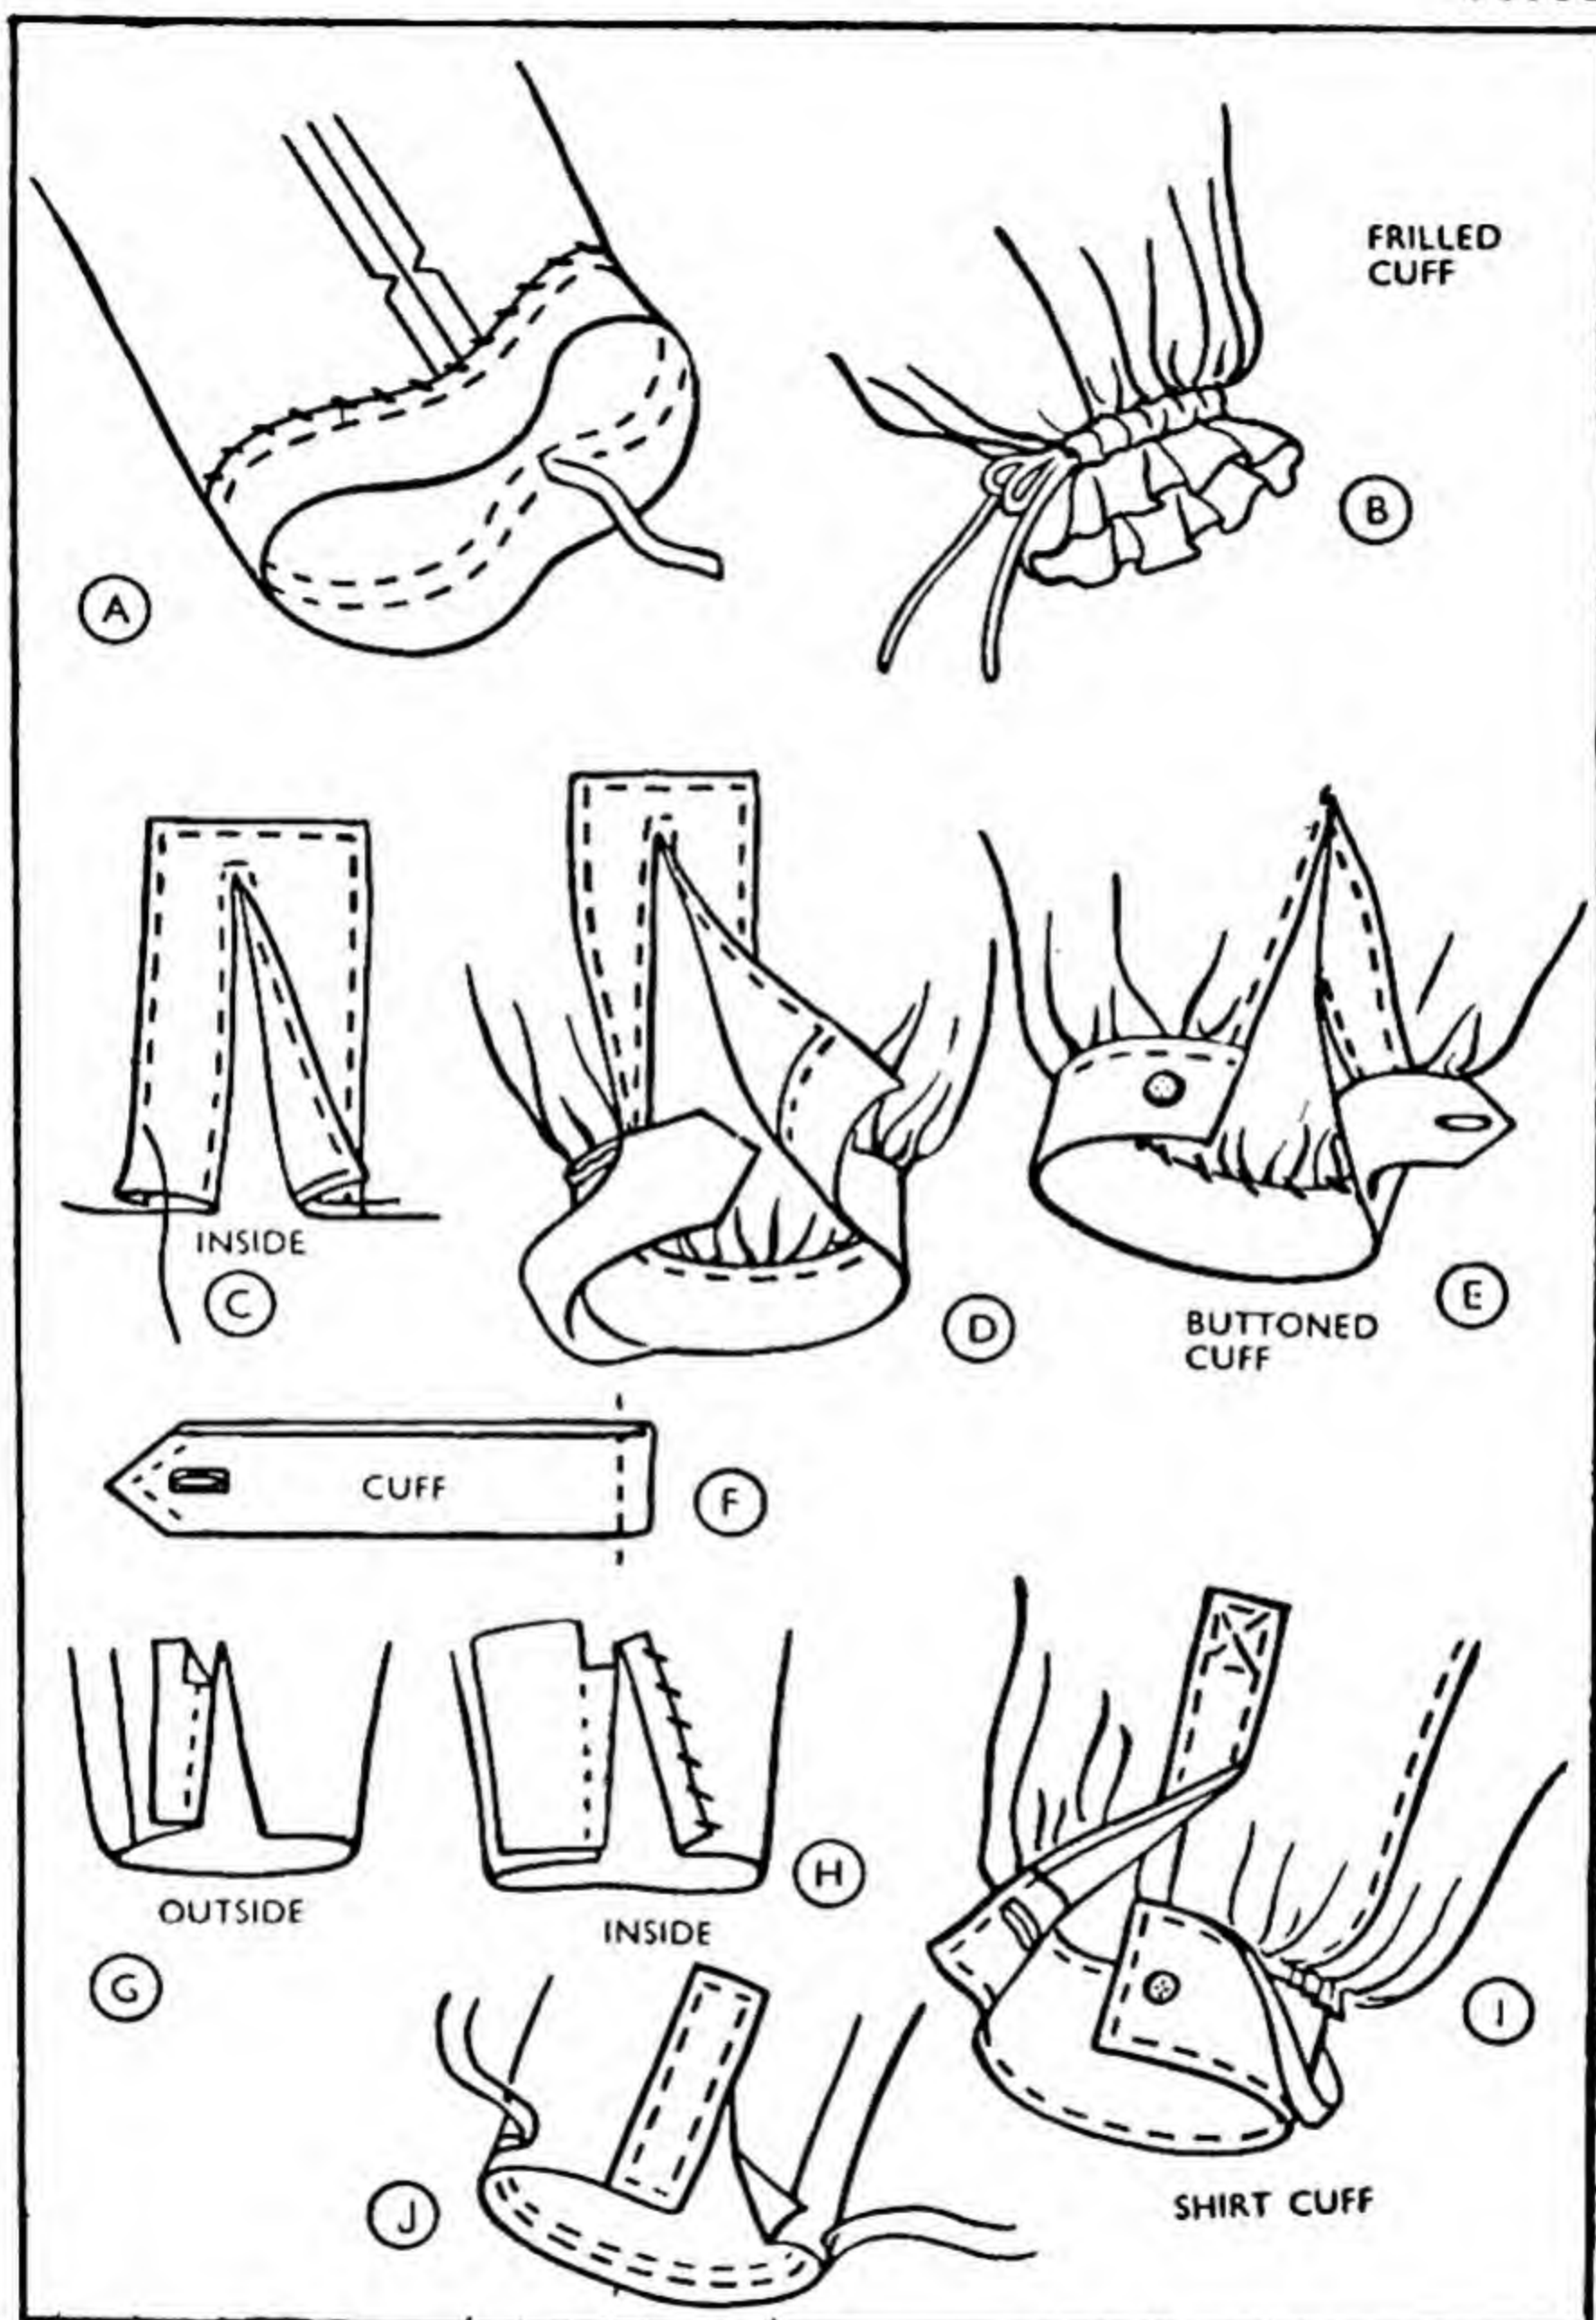 FRILLED
CUFF
B
A
INSIDE
C
D
E
BUTTONED
CUFF
CUFF
F
OUTSIDE
G
INSIDE
H
I
J
SHIRT CUFF